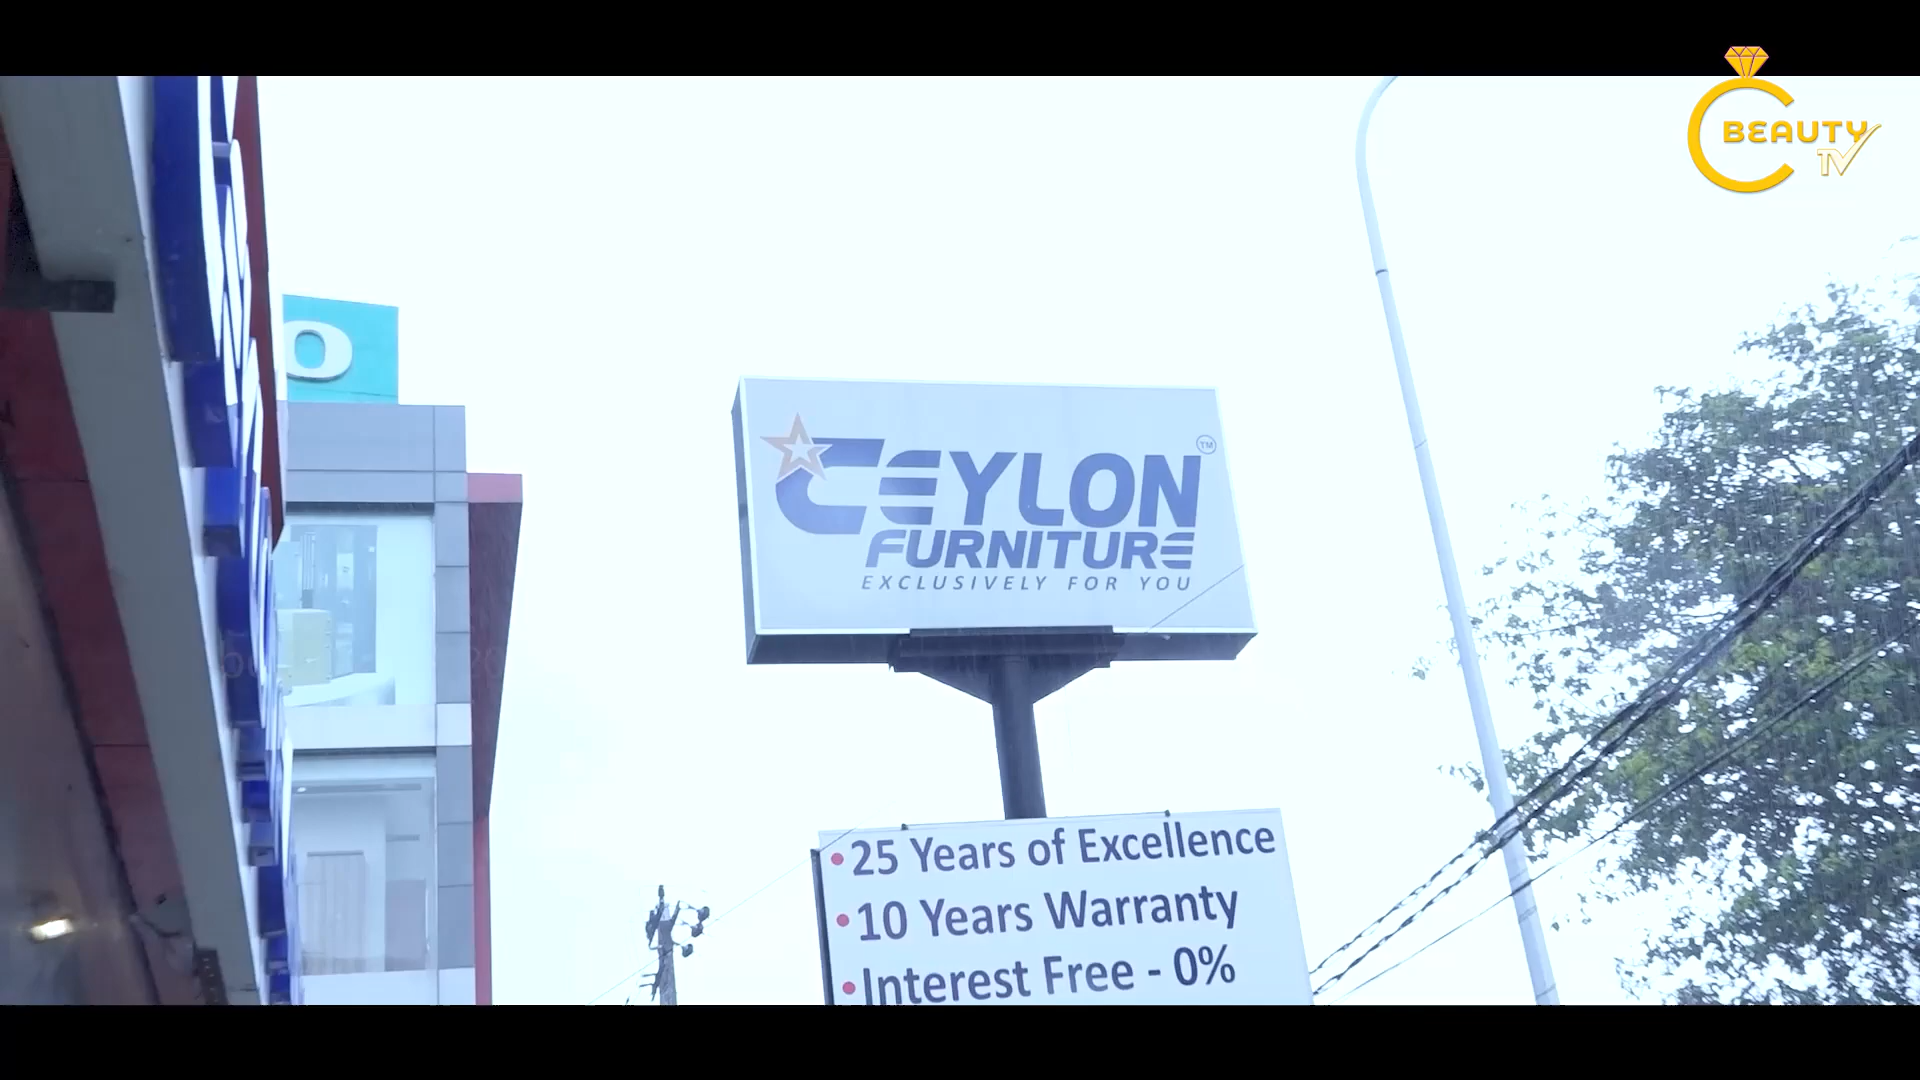 BEAUTY
TV
O
CEYLON
TM
FURNITURE
EXCLUSIVELY FOR YOU
•25 Years of Excellence
•10 Years Warranty
•Interest Free - 0%